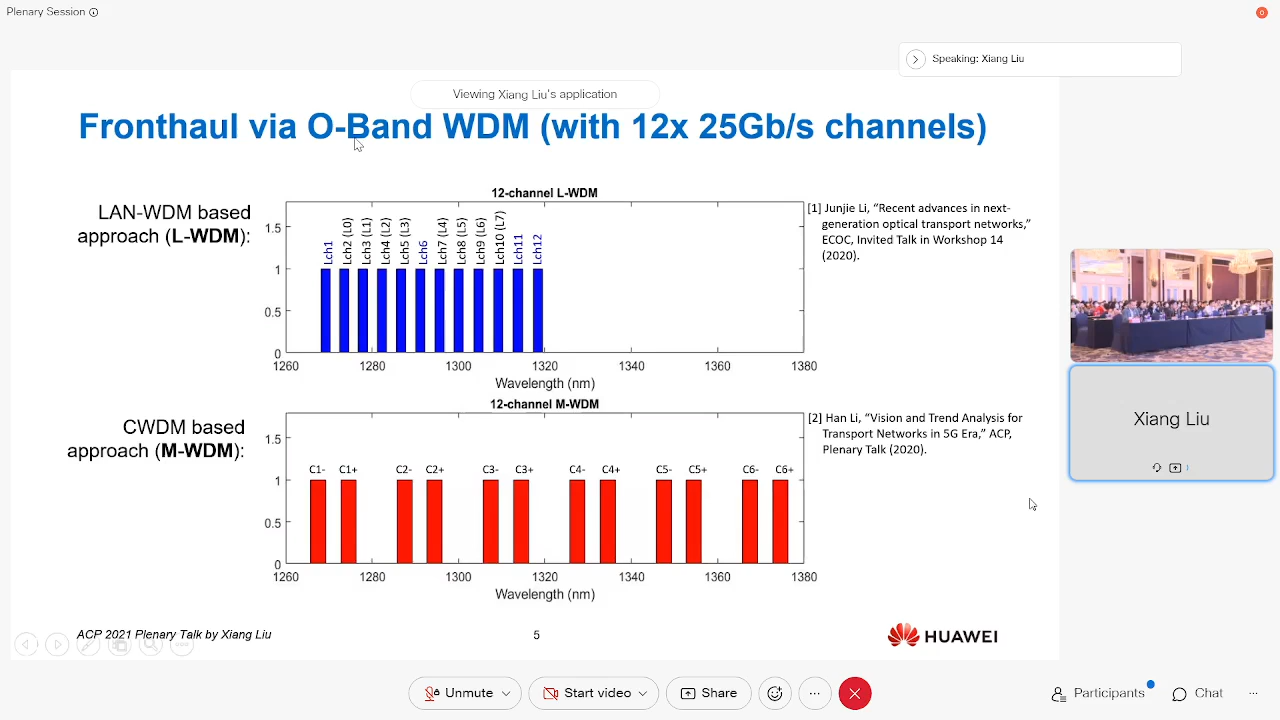 Plenary Session
Speaking: Xiang Liu
Viewing Xiang Liu's application
Fronthaul via O-Band WDM (with 12x 25Gb/s channels)
LAN-WDM based
approach (L-WDM):
12-channel L-WDM
1.5
1
0.5
0
Lch1
Lch2 (L0)
Lch3 (L1)
Lch4 (L2)
Lch5 (L3)
Lch6
Lch7 (L4)
Lch8 (L5)
Lch9 (L6)
Lch10 (L7)
Lch11
Lch12
1260 1280 1300 1320 1340 1360 1380
Wavelength (nm)
[1] Junjie Li, “Recent advances in next-
generation optical transport networks,”
ECOC, Invited Talk in Workshop 14
(2020).
CWDM based
approach (M-WDM):
12-channel M-WDM
1.5
1
0.5
0
C1- C1+ C2- C2+ C3- C3+ C4- C4+ C5- C5+ C6- C6+
1260 1280 1300 1320 1340 1360 1380
Wavelength (nm)
[2] Han Li, “Vision and Trend Analysis for
Transport Networks in 5G Era,” ACP,
Plenary Talk (2020).
Xiang Liu
ACP 2021 Plenary Talk by Xiang Liu
5
HUAWEI
Unmute
Start video
Share
Participants
Chat